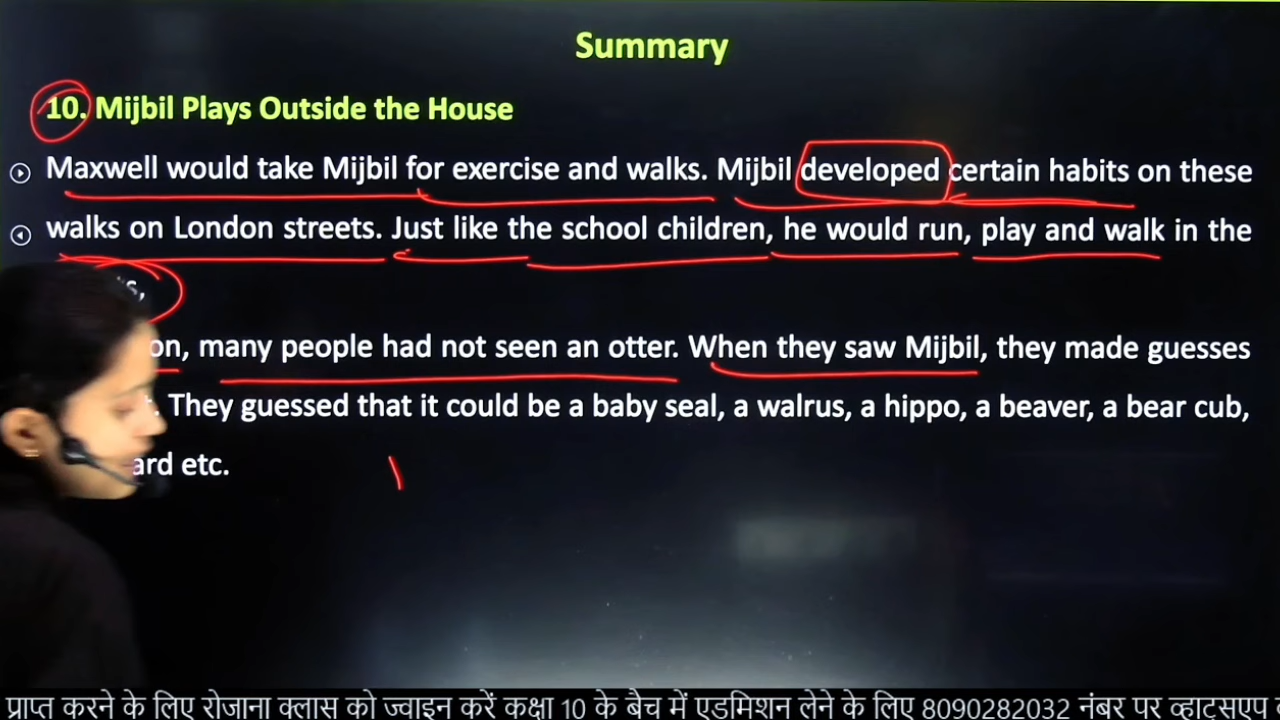 Summary
10. Mijbil Plays Outside the House
Maxwell would take Mijbil for exercise and walks. Mijbil developed certain habits on these
walks on London streets. Just like the school children, he would run, play and walk in the
many people had not seen an otter. When they saw Mijbil, they made guesses
They guessed that it could be a baby seal, a walrus, a hippo, a beaver, a bear cub,
etc.
प्राप्त करने के लिए रोजाना क्लास को ज्वाइन करें कक्षा 10 के बैच में एडमिशन लेने के लिए 8090282032 नंबर पर व्हाटसएप